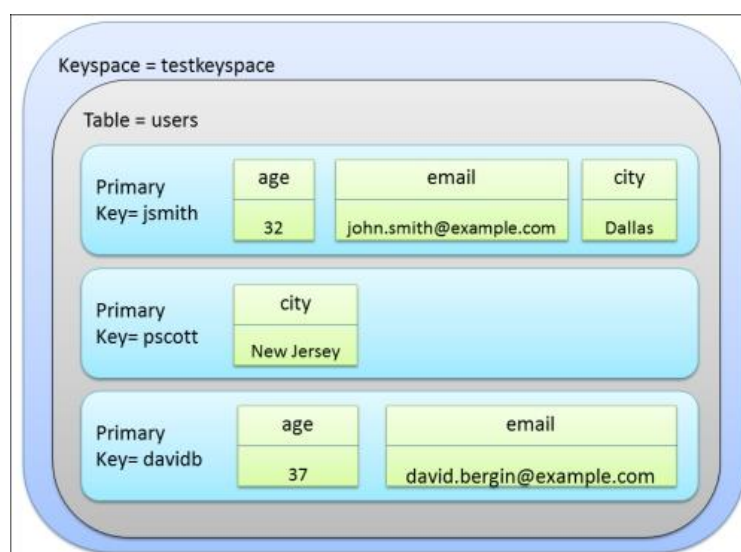 Keyspace = testkeyspace
Table = users
Primary
Key= jsmith
age
32
email
john.smith@example.com
city
Dallas
Primary
Key= pscott
city
New Jersey
Primary
Key= davidb
age
37
email
david.bergin@example.com